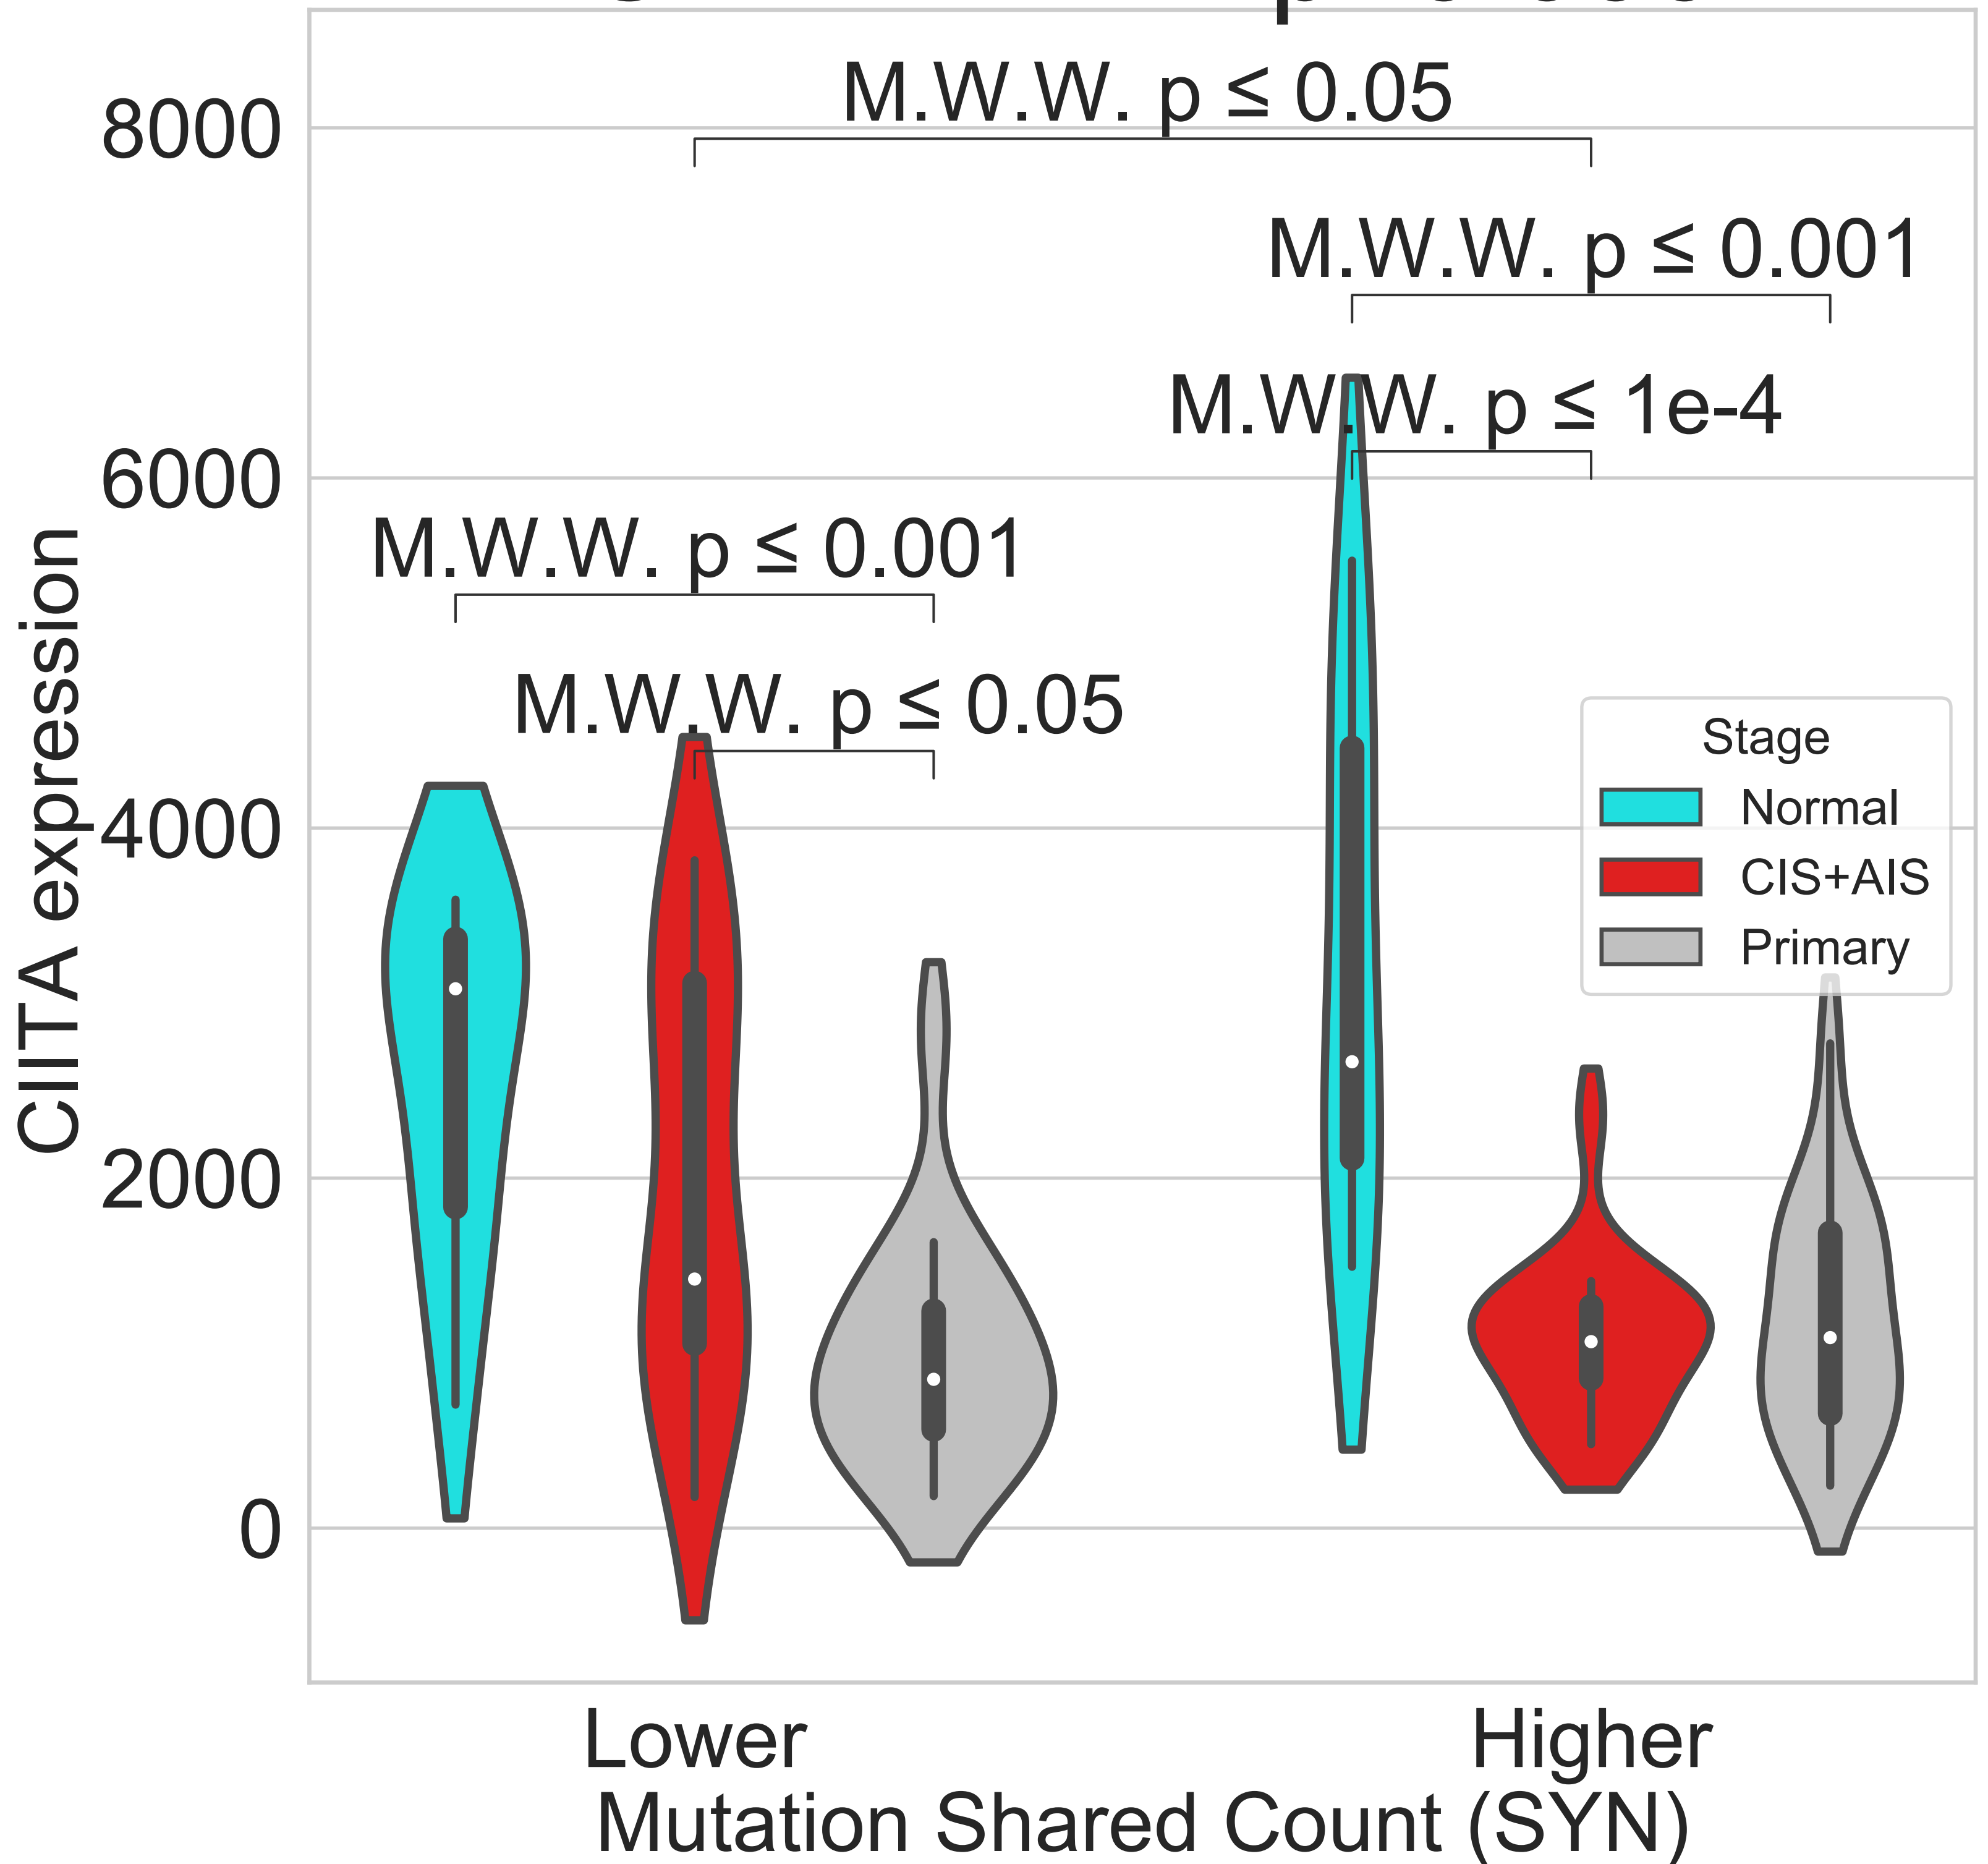 M.W.W. p ≤ 0.05
8000
M.W.W. p ≤ 0.001
M.W.W. p ≤ 1e-4
6000
M.W.W. p ≤ 0.001
M.W.W. p ≤ 0.05
CIITA expression
Stage
Normal
CIS+AIS
Primary
4000
2000
0
Lower
Higher
Mutation Shared Count (SYN)